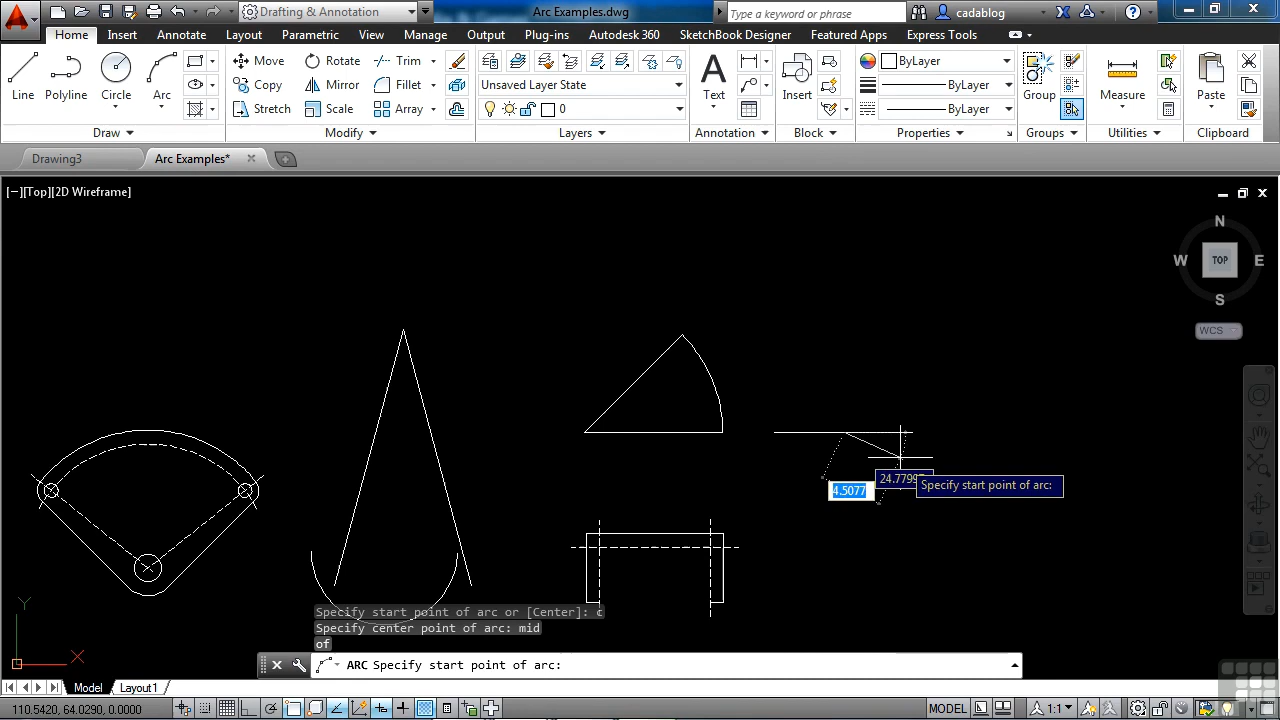 Drafting & Annotation
Arc Examples.dwg
Type a keyword or phrase
cadablog
Home Insert Annotate Layout Parametric View Manage Output Plug-ins Autodesk 360 SketchBook Designer Featured Apps Express Tools
Line Polyline Circle Arc
Move Rotate Trim
Copy Mirror Fillet
Stretch Scale Array
Unsaved Layer State
0
Text
Insert
ByLayer
ByLayer
ByLayer
Group
Measure
Paste
Draw Modify Layers Annotation Block Properties Groups Utilities Clipboard
Drawing3 Arc Examples*
[−][Top][2D Wireframe]
N
W TOP E
S
WCS
4.5077
Specify start point of arc:
Y
X
Specify start point of arc or [Center]: c
Specify center point of arc: mid
of
ARC Specify start point of arc:
Model Layout1
110.5420, 64.0290, 0.0000
MODEL
1:1